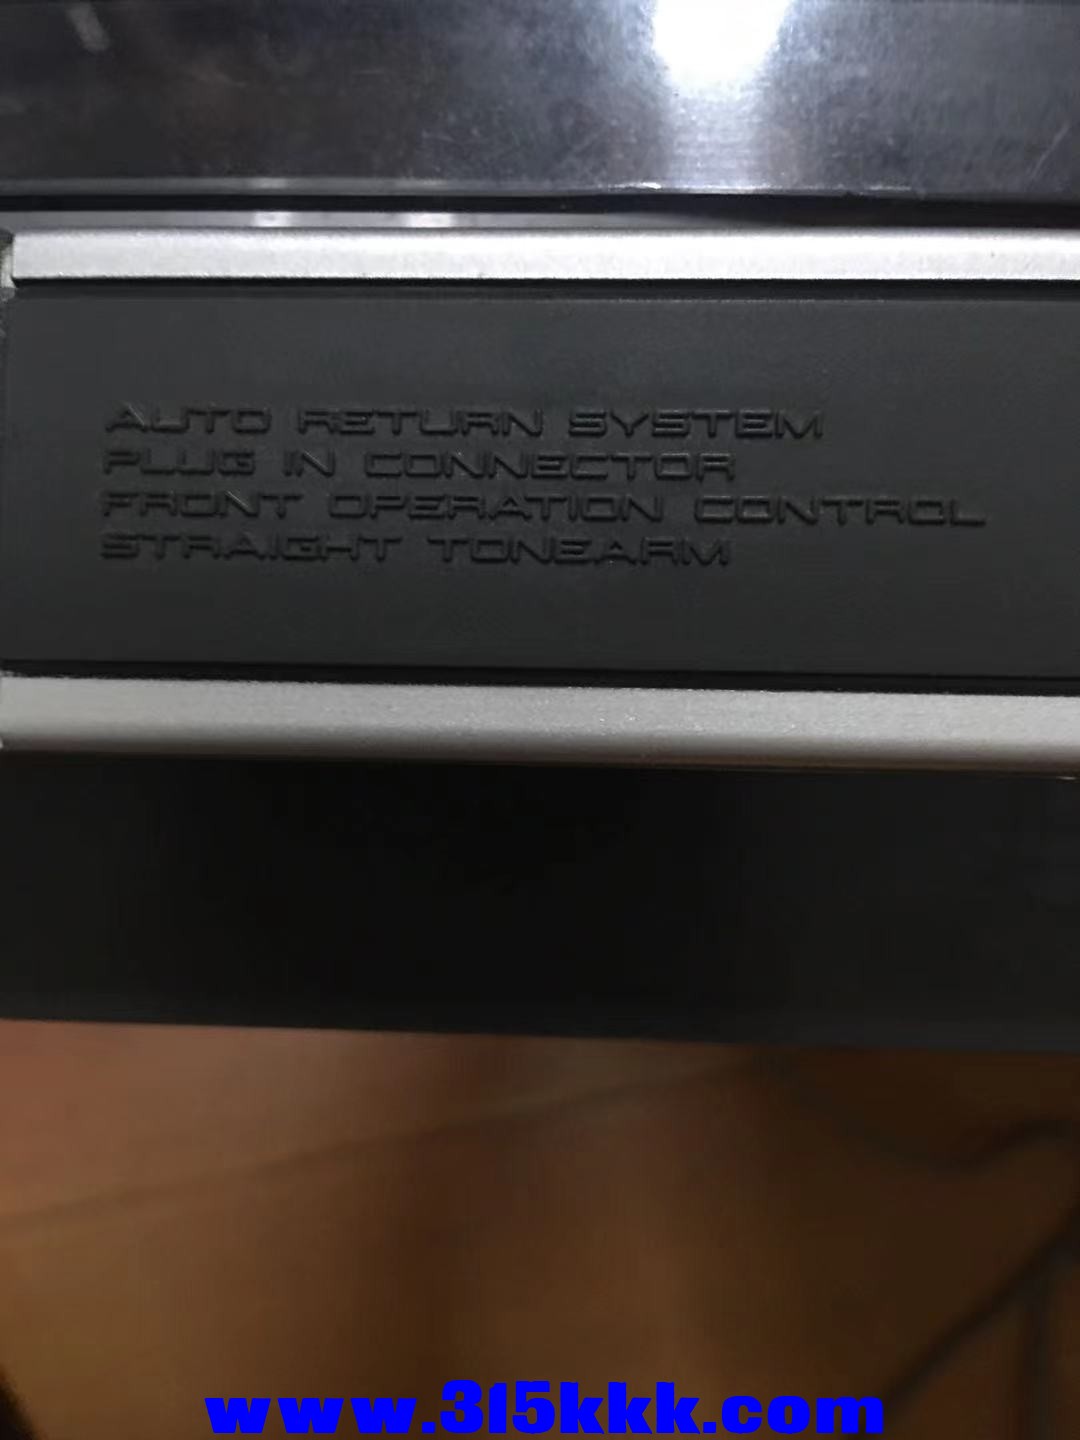 AUTO RETURN SYSTEM
PLUG IN CONNECTOR
FRONT OPERATION CONTROL
STRAIGHT TONEARM
www.315kkk.com